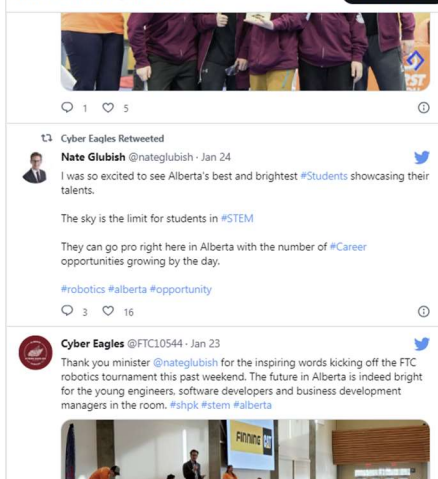 1 5
Cyber Eagles Retweeted
Nate Glubish @nateglubish · Jan 24
I was so excited to see Alberta's best and brightest #Students showcasing their
talents.
The sky is the limit for students in #STEM
They can go pro right here in Alberta with the number of #Career
opportunities growing by the day.
#robotics #alberta #opportunity
3 16
Cyber Eagles @FTC10544 · Jan 23
Thank you minister @nateglubish for the inspiring words kicking off the FTC
robotics tournament this past weekend. The future in Alberta is indeed bright
for the young engineers, software developers and business development
managers in the room. #shpk #stem #alberta
FINNING CAT